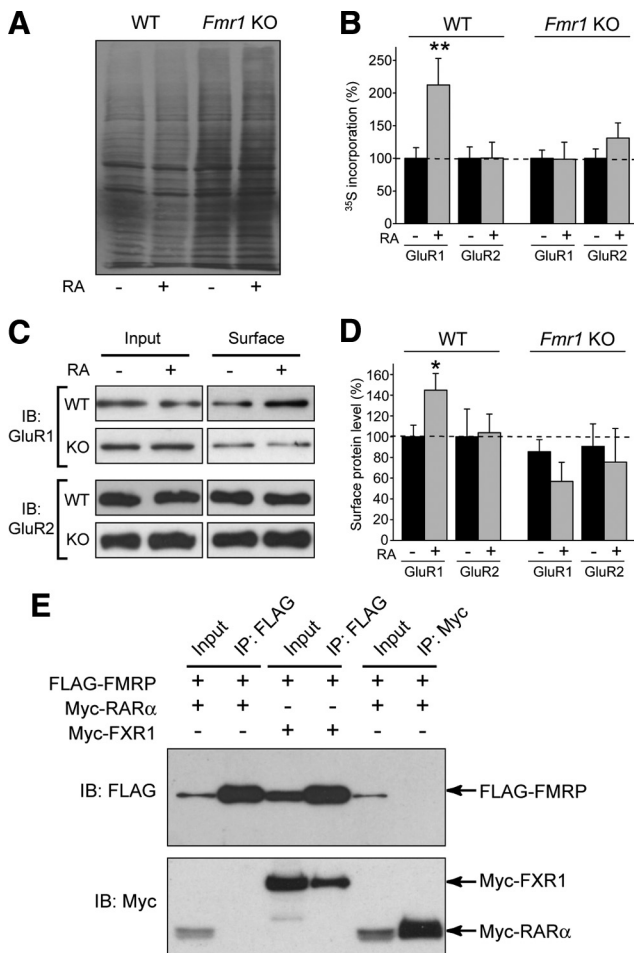 A
WT Fmr1 KO
RA - + - +
B
WT Fmr1 KO
35S incorporation (%)
250
200
150
100
50
0
**
RA - + - + - + - +
GluR1 GluR2 GluR1 GluR2
C
Input Surface
RA - + - +
IB: GluR1
WT
KO
IB: GluR2
WT
KO
D
WT Fmr1 KO
Surface protein level (%)
160
140
120
100
80
60
40
20
0
*
RA - + - + - + - +
GluR1 GluR2 GluR1 GluR2
E
Input IP: FLAG Input IP: FLAG Input IP: Myc
FLAG-FMRP + + + + + +
Myc-RARα + + - - + +
Myc-FXR1 - - + + - -
IB: FLAG
FLAG-FMRP
IB: Myc
Myc-FXR1
Myc-RARα